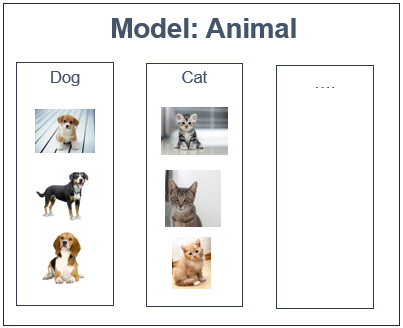 Model: Animal
Dog
Cat
....